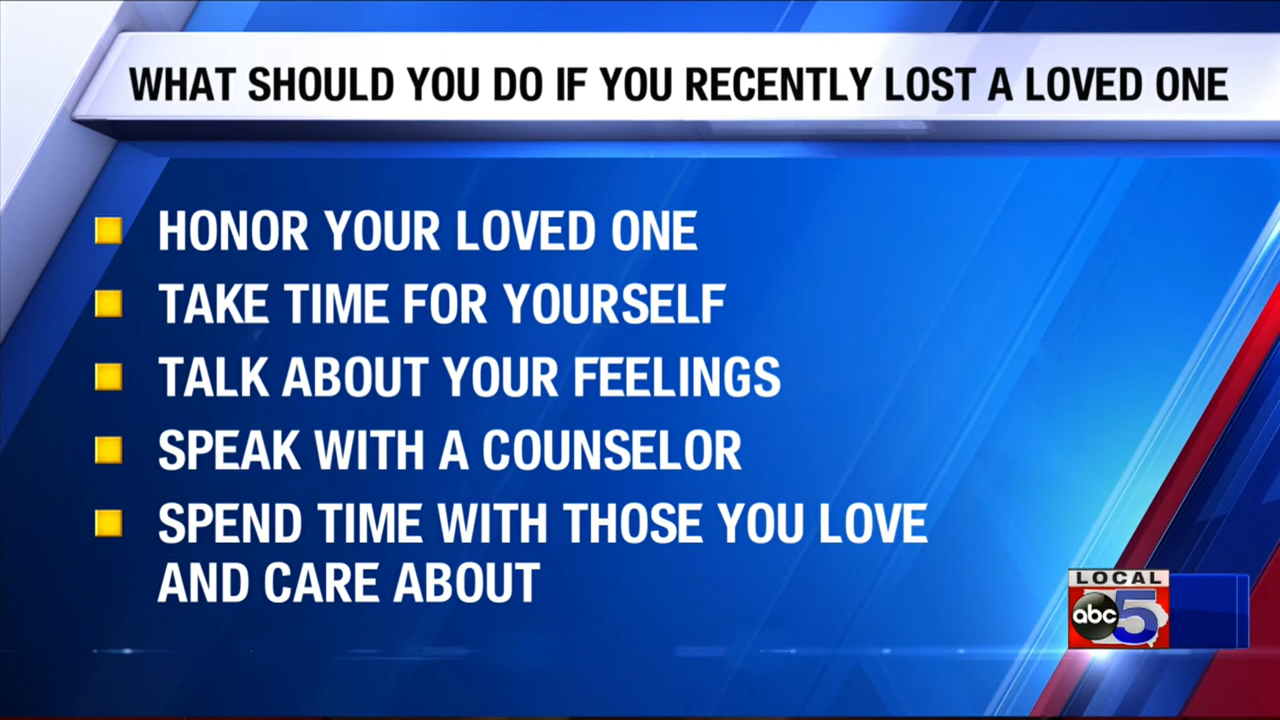 WHAT SHOULD YOU DO IF YOU RECENTLY LOST A LOVED ONE
HONOR YOUR LOVED ONE
TAKE TIME FOR YOURSELF
TALK ABOUT YOUR FEELINGS
SPEAK WITH A COUNSELOR
SPEND TIME WITH THOSE YOU LOVE
AND CARE ABOUT
LOCAL
abc 5